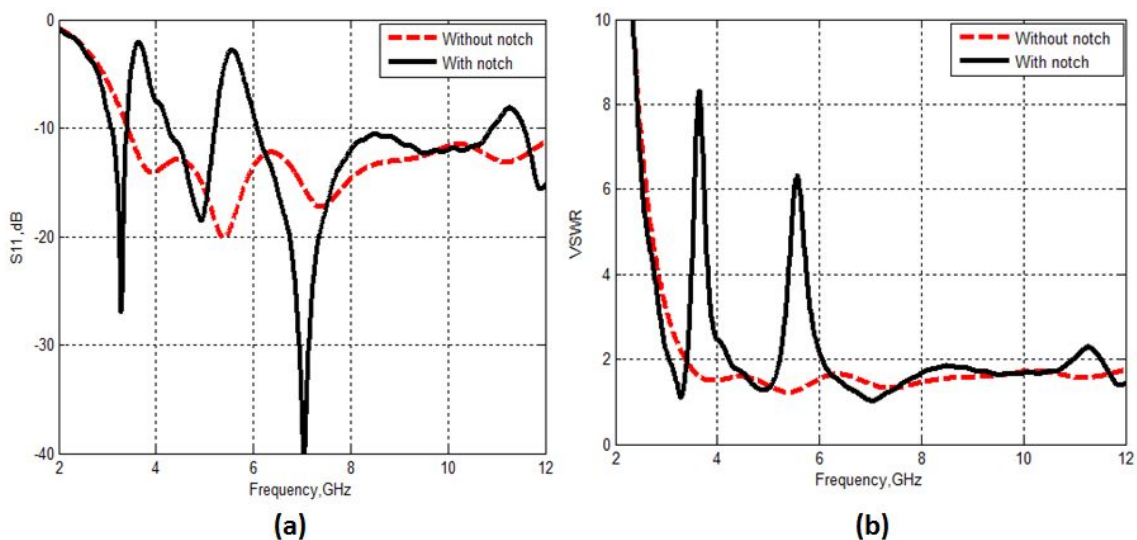 Without notch
With notch
0
-10
-20
-30
-40
S11,dB
2
4
6
8
10
12
Frequency,GHz
(a)
Without notch
With notch
10
8
6
4
2
0
VSWR
2
4
6
8
10
12
Frequency,GHz
(b)